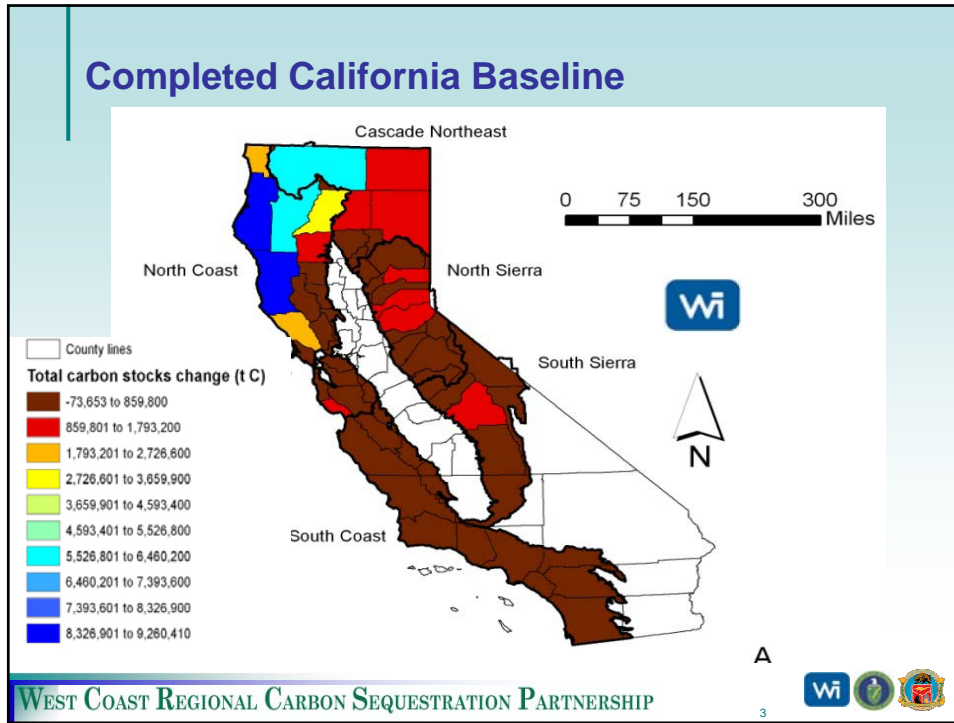 Completed California Baseline
Cascade Northeast
0 75 150 300
Miles
North Coast
North Sierra
Wi
South Sierra
N
South Coast
A
County lines
Total carbon stocks change (t C)
-73,653 to 859,800
859,801 to 1,793,200
1,793,201 to 2,726,600
2,726,601 to 3,659,900
3,659,901 to 4,593,400
4,593,401 to 5,526,800
5,526,801 to 6,460,200
6,460,201 to 7,393,600
7,393,601 to 8,326,900
8,326,901 to 9,260,410
WEST COAST REGIONAL CARBON SEQUESTRATION PARTNERSHIP
3
Wi